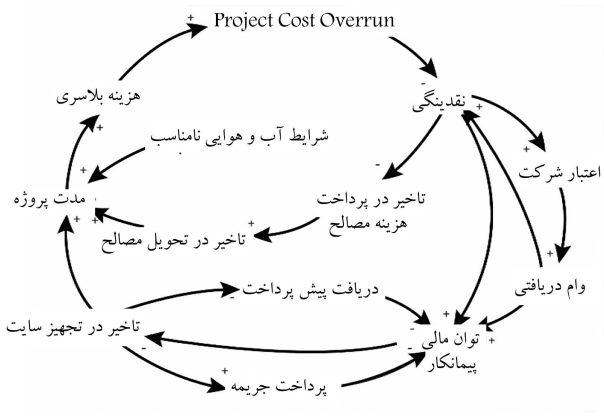 Project Cost Overrun
هزینه بلاسری
نقدینگی
شرایط آب و هوایی نامناسب
اعتبار شرکت
مدت پروژه
تاخیر در پرداخت
هزینه مصالح
تاخیر در تحویل مصالح
دریافت پیش پرداخت
وام دریافتی
تاخیر در تجهیز سایت
توان مالی
پیمانکار
پرداخت جریمه